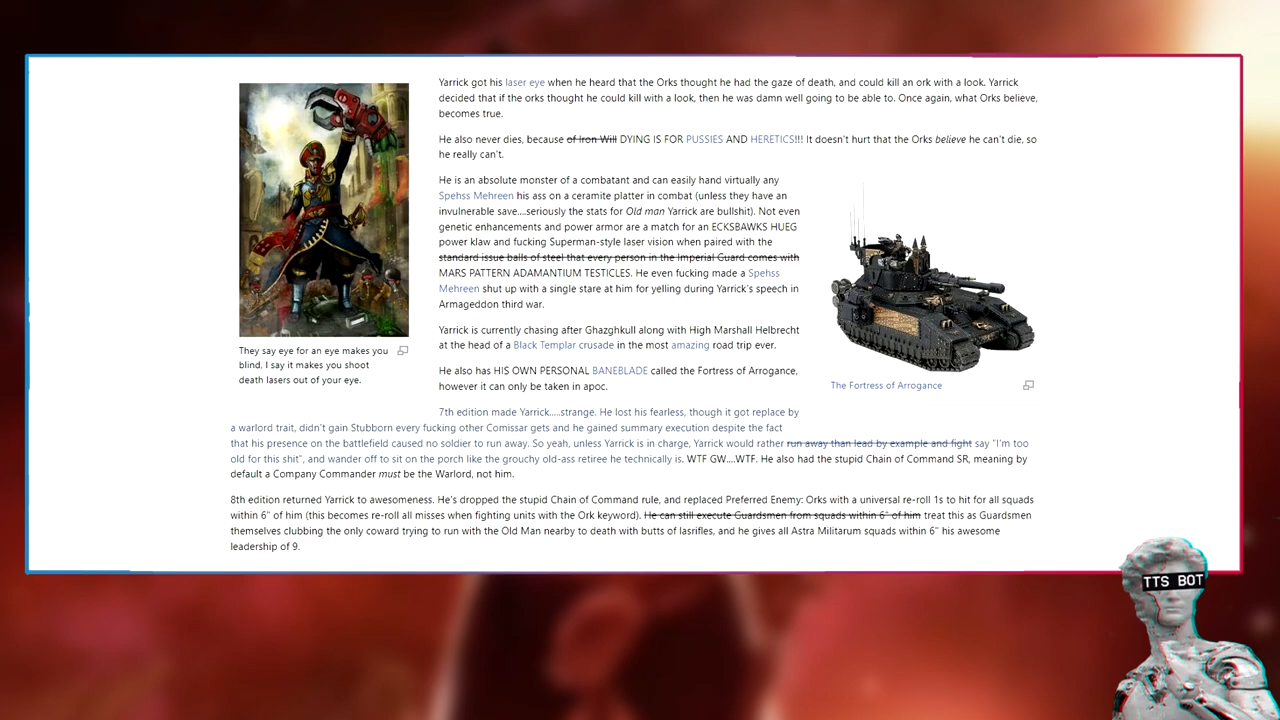 Yarrick got his laser eye when he heard that the Orks thought he had the gaze of death, and could kill an ork with a look. Yarrick
decided that if the orks thought he could kill with a look, then he was damn well going to be able to. Once again, what Orks believe,
becomes true.
He also never dies, because of Iron Will DYING IS FOR PUSSIES AND HERETICS!!! It doesn't hurt that the Orks believe he can't die, so
he really can't.
He is an absolute monster of a combatant and can easily hand virtually any
Spehss Mehreen his ass on a ceramite platter in combat (unless they have an
invulnerable save....seriously the stats for Old man Yarrick are bullshit). Not even
genetic enhancements and power armor are a match for an ECKSBAWKS HUEG
power klaw and fucking Superman-style laser vision when paired with the
standard issue balls of steel that every person in the Imperial Guard comes with
MARS PATTERN ADAMANTIUM TESTICLES. He even fucking made a Spehss
Mehreen shut up with a single stare at him for yelling during Yarrick's speech in
Armageddon third war.
They say eye for an eye makes you
blind, I say it makes you shoot
death lasers out of your eye.
Yarrick is currently chasing after Ghazghkull along with High Marshall Helbrecht
at the head of a Black Templar crusade in the most amazing road trip ever.
He also has HIS OWN PERSONAL BANEBLADE called the Fortress of Arrogance,
however it can only be taken in apoc.
The Fortress of Arrogance
7th edition made Yarrick.....strange. He lost his fearless, though it got replace by
a warlord trait, didn't gain Stubborn every fucking other Comissar gets and he gained summary execution despite the fact
that his presence on the battlefield caused no soldier to run away. So yeah, unless Yarrick is in charge, Yarrick would rather run away than lead by example and fight say "I'm too
old for this shit", and wander off to sit on the porch like the grouchy old-ass retiree he technically is. WTF GW....WTF. He also had the stupid Chain of Command SR, meaning by
default a Company Commander must be the Warlord, not him.
8th edition returned Yarrick to awesomeness. He's dropped the stupid Chain of Command rule, and replaced Preferred Enemy: Orks with a universal re-roll 1s to hit for all squads
within 6" of him (this becomes re-roll all misses when fighting units with the Ork keyword). He can still execute Guardsmen from squads within 6" of him treat this as Guardsmen
themselves clubbing the only coward trying to run with the Old Man nearby to death with butts of lasrifles, and he gives all Astra Militarum squads within 6" his awesome
leadership of 9.
TTS BOT